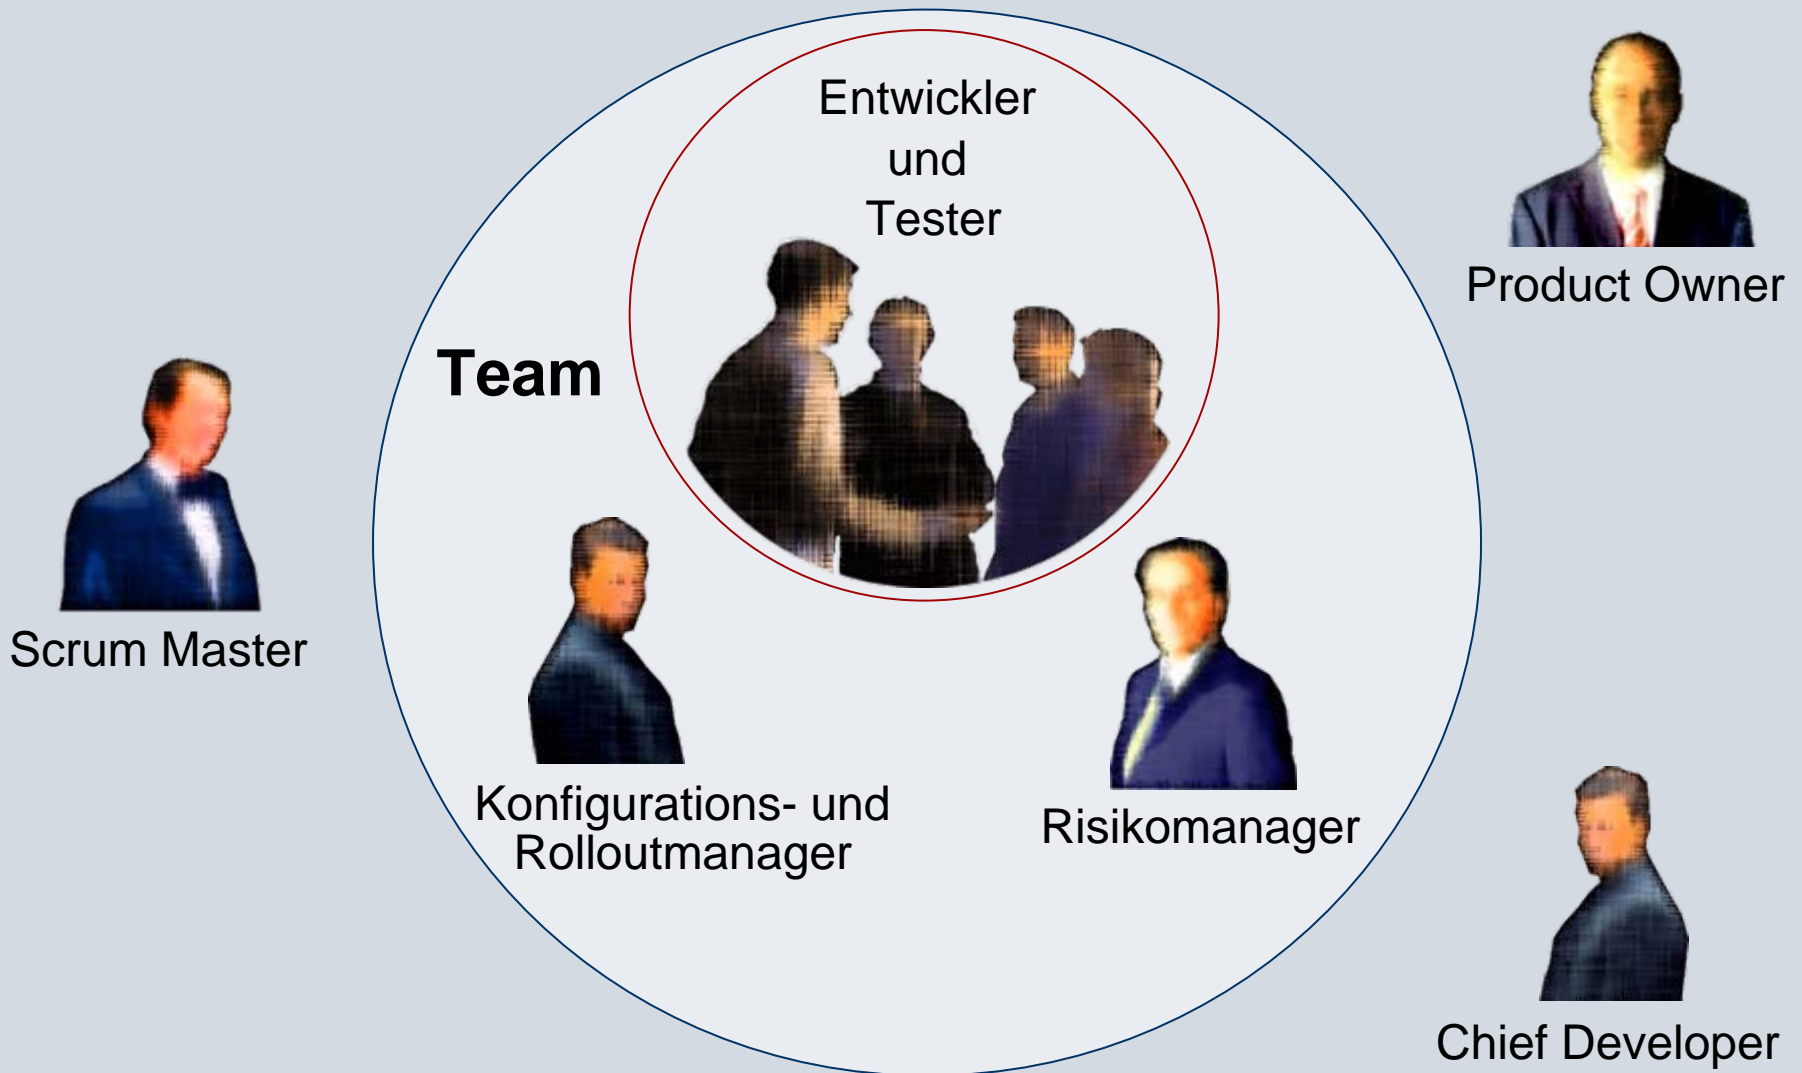 Entwickler
und
Tester
Product Owner
Team
Scrum Master
Konfigurations- und
Rolloutmanager
Risikomanager
Chief Developer